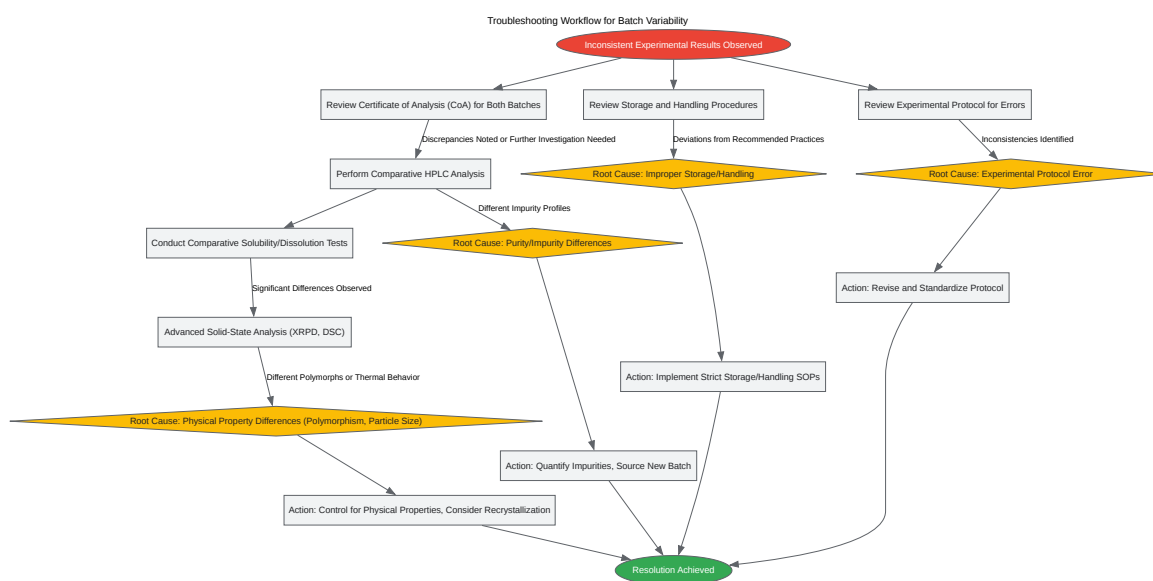 Troubleshooting Workflow for Batch Variability
Inconsistent Experimental Results Observed
Review Certificate of Analysis (CoA) for Both Batches
Review Storage and Handling Procedures
Review Experimental Protocol for Errors
Discrepancies Noted or Further Investigation Needed
Deviations from Recommended Practices
Inconsistencies Identified
Perform Comparative HPLC Analysis
Root Cause: Improper Storage/Handling
Root Cause: Experimental Protocol Error
Different Impurity Profiles
Conduct Comparative Solubility/Dissolution Tests
Root Cause: Purity/Impurity Differences
Significant Differences Observed
Action: Revise and Standardize Protocol
Advanced Solid-State Analysis (XRPD, DSC)
Different Polymorphs or Thermal Behavior
Action: Implement Strict Storage/Handling SOPs
Root Cause: Physical Property Differences (Polymorphism, Particle Size)
Action: Quantify Impurities, Source New Batch
Action: Control for Physical Properties, Consider Recrystallization
Resolution Achieved